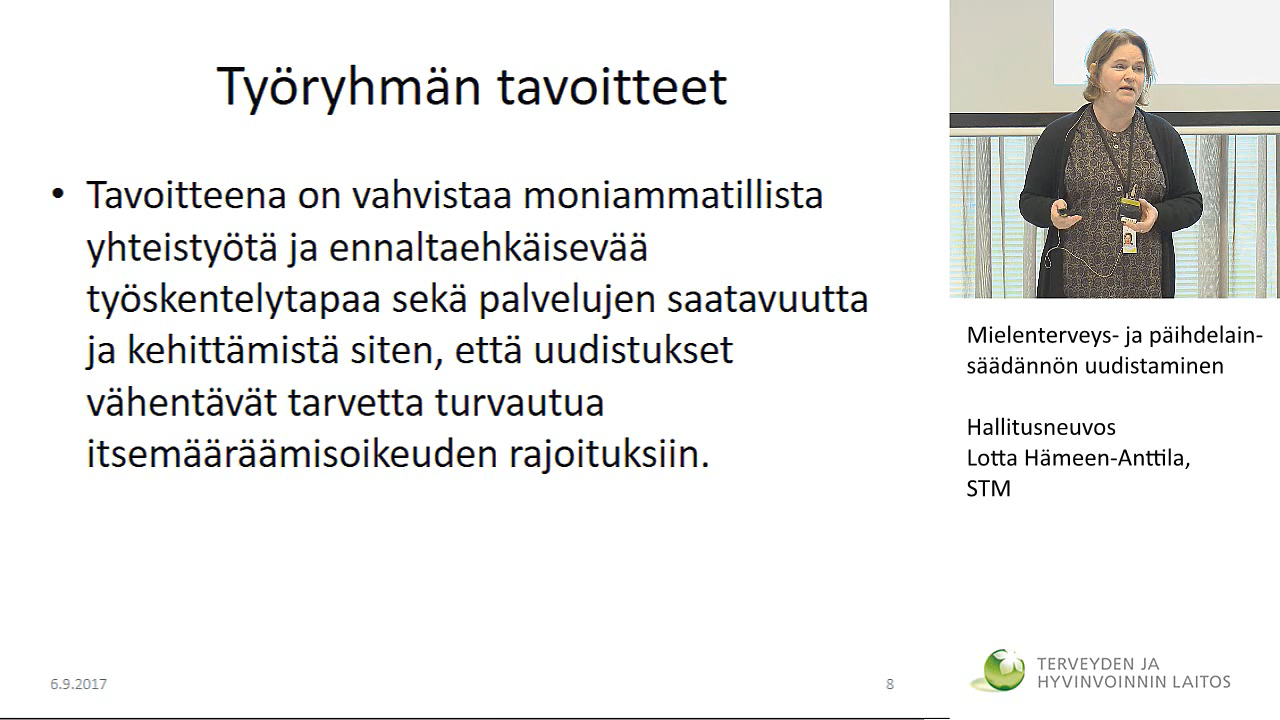 Työryhmän tavoitteet
• Tavoitteena on vahvistaa moniammatillista
yhteistyötä ja ennaltaehkäisevää
työskentelytapaa sekä palvelujen saatavuutta
ja kehittämistä siten, että uudistukset
vähentävät tarvetta turvautua
itsemääräämisoikeuden rajoituksiin.
6.9.2017
8
Mielenterveys- ja päihdelain-
säädännön uudistaminen
Hallitusneuvos
Lotta Hämeen-Anttila,
STM
TERVEYDEN JA
HYVINVOINNIN LAITOS